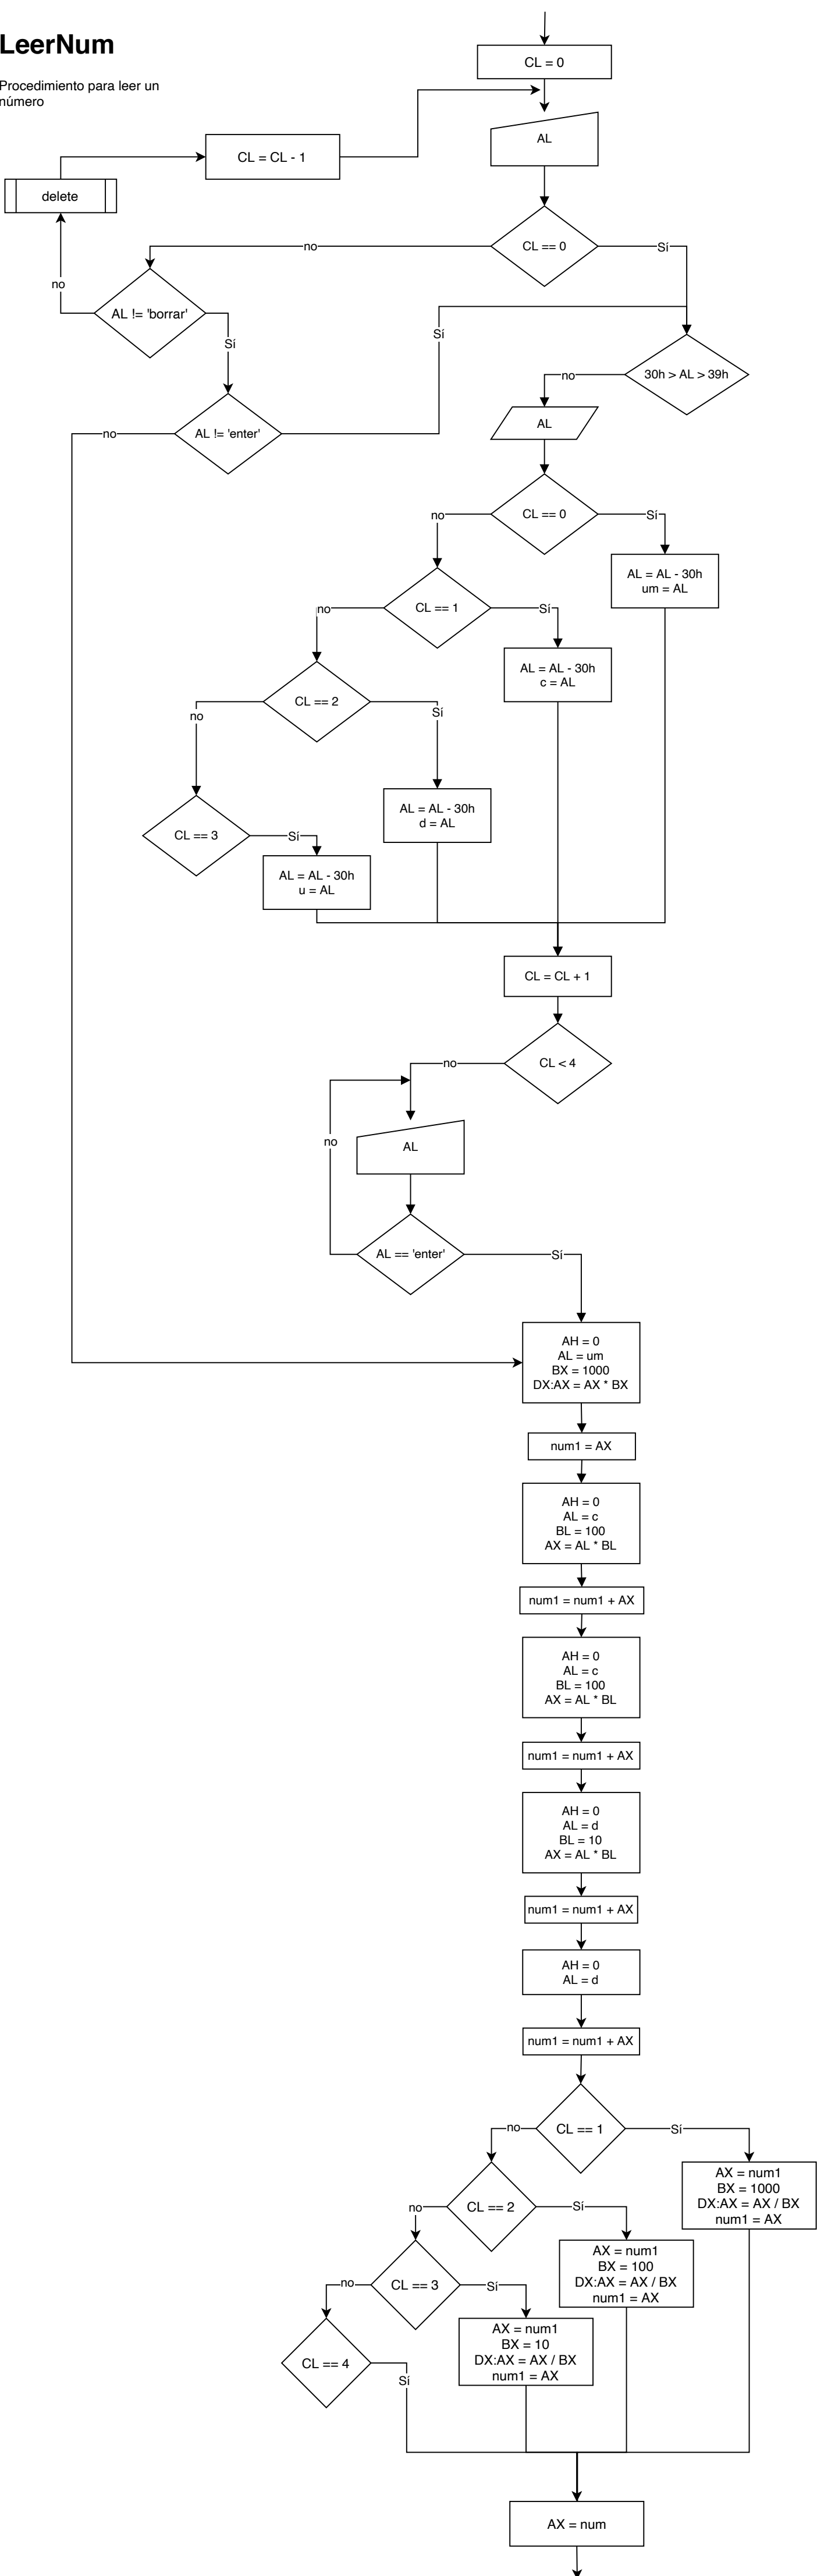 LeerNum
Procedimiento para leer un
número
CL = 0
AL
CL = CL - 1
delete
CL == 0
no
Sí
AL != 'borrar'
no
Sí
Sí
30h > AL > 39h
no
AL != 'enter'
no
AL
CL == 0
no
Sí
AL = AL - 30h
um = AL
CL == 1
no
Sí
AL = AL - 30h
c = AL
CL == 2
no
Sí
AL = AL - 30h
d = AL
CL == 3
Sí
AL = AL - 30h
u = AL
CL = CL + 1
CL < 4
no
no
AL
AL == 'enter'
Sí
AH = 0
AL = um
BX = 1000
DX:AX = AX * BX
num1 = AX
AH = 0
AL = c
BL = 100
AX = AL * BL
num1 = num1 + AX
AH = 0
AL = c
BL = 100
AX = AL * BL
num1 = num1 + AX
AH = 0
AL = d
BL = 10
AX = AL * BL
num1 = num1 + AX
AH = 0
AL = d
num1 = num1 + AX
CL == 1
no
Sí
AX = num1
BX = 1000
DX:AX = AX / BX
num1 = AX
CL == 2
no
Sí
AX = num1
BX = 100
DX:AX = AX / BX
num1 = AX
CL == 3
no
Sí
AX = num1
BX = 10
DX:AX = AX / BX
num1 = AX
CL == 4
Sí
AX = num